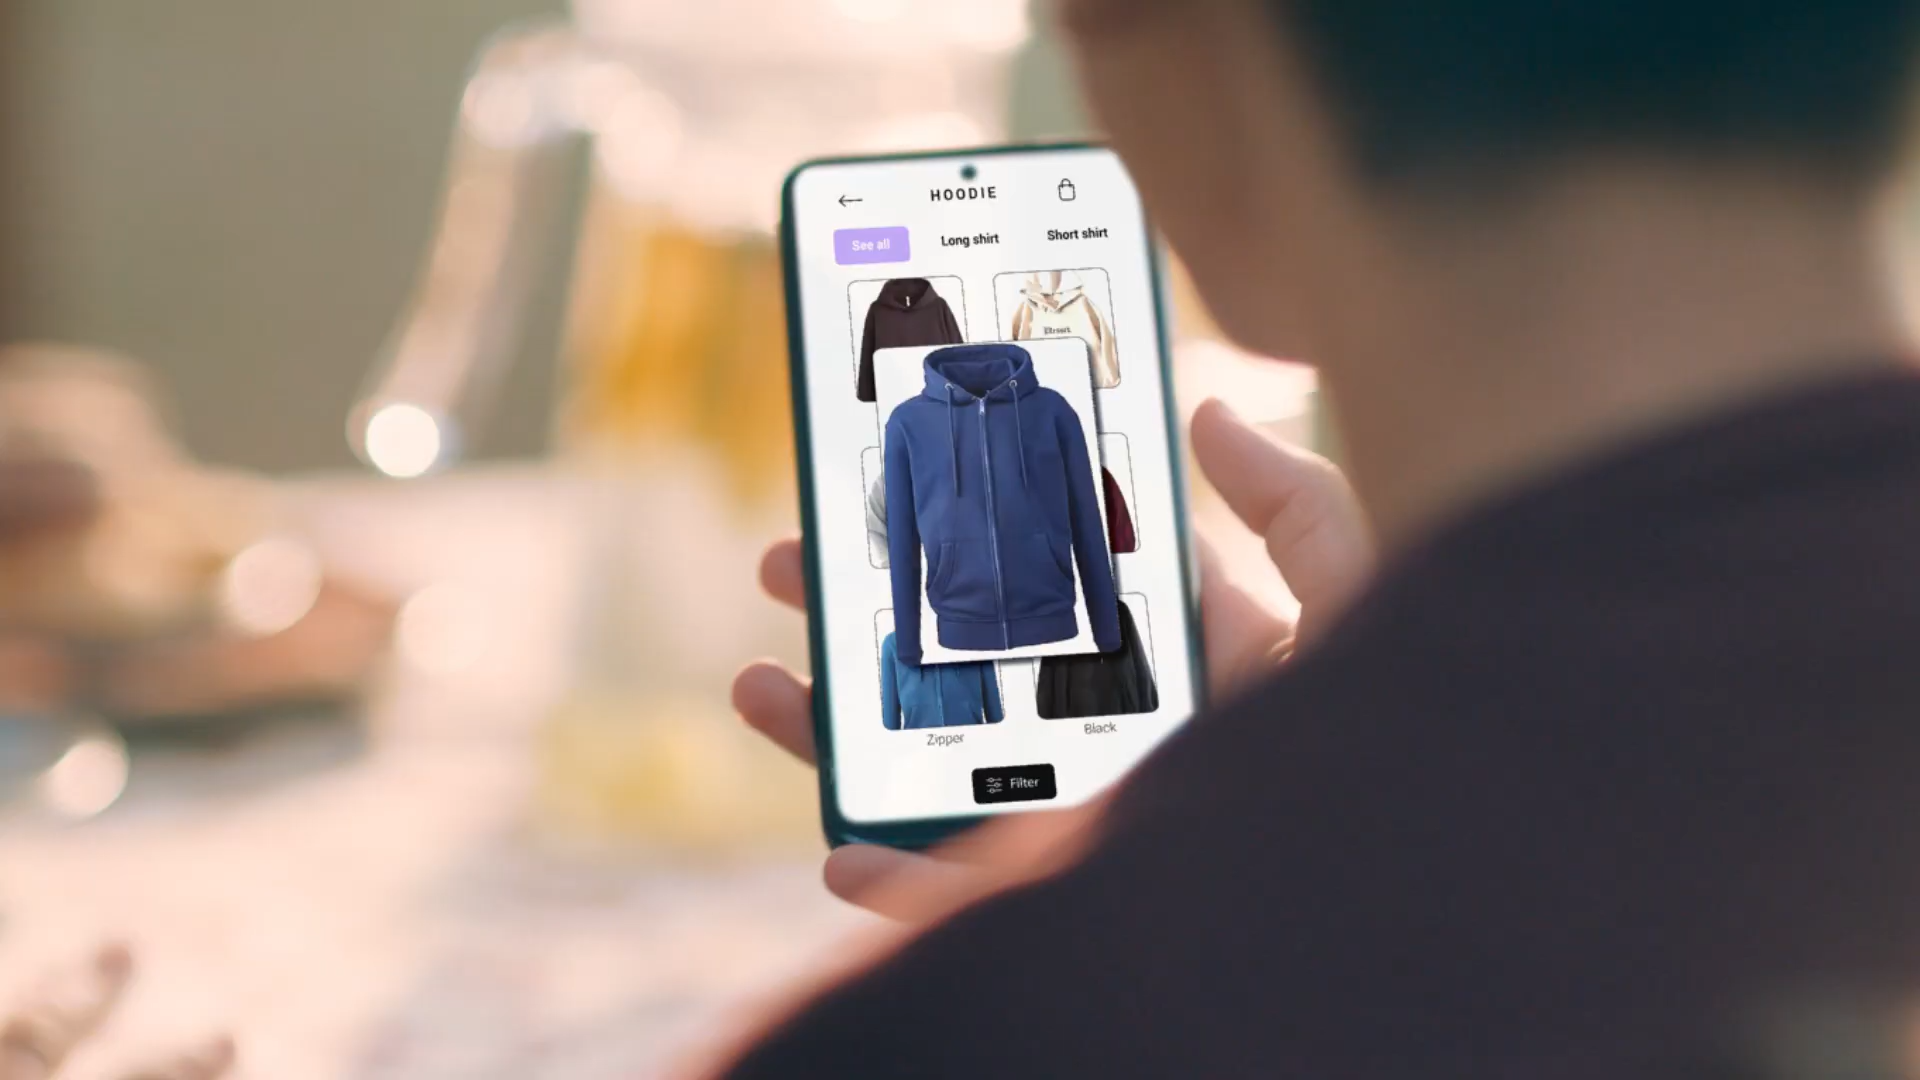 HOODIE
See all
Long shirt
Short shirt
Zipper
Black
Filter